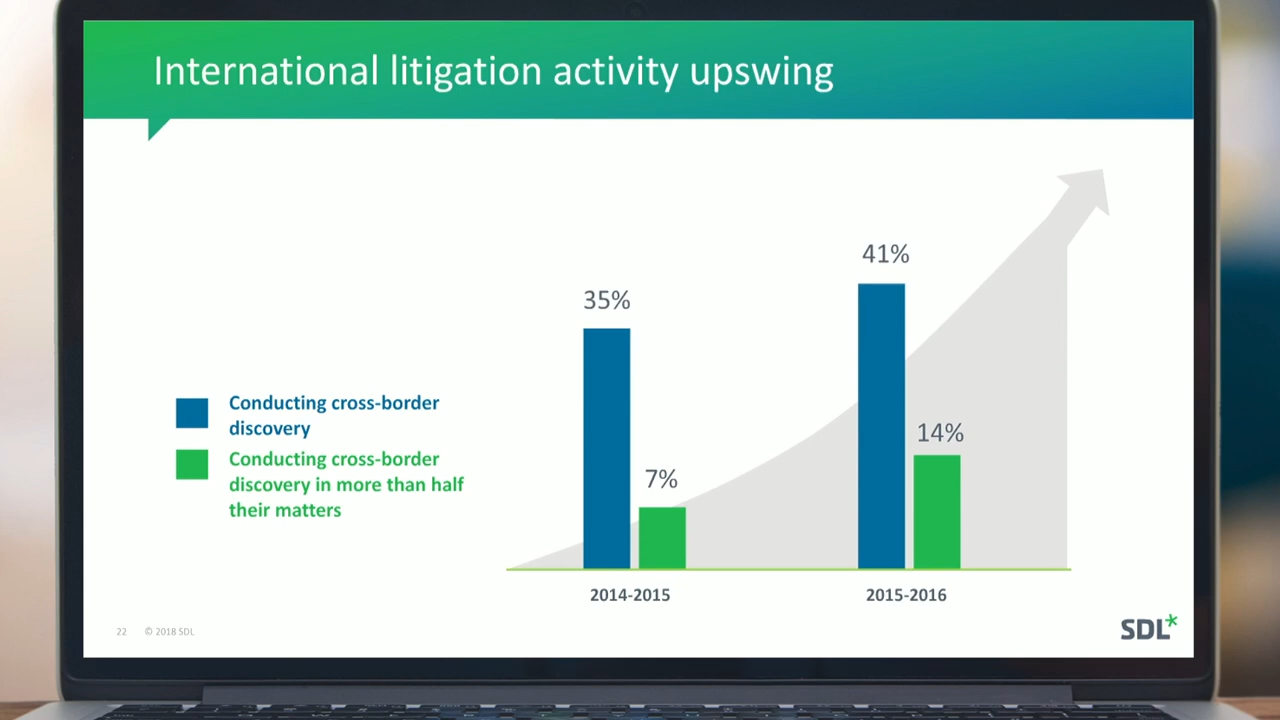 International litigation activity upswing
41%
35%
Conducting cross-border
discovery
Conducting cross-border
discovery in more than half
their matters
14%
7%
2014-2015
2015-2016
22 © 2018 SDL
SDL*